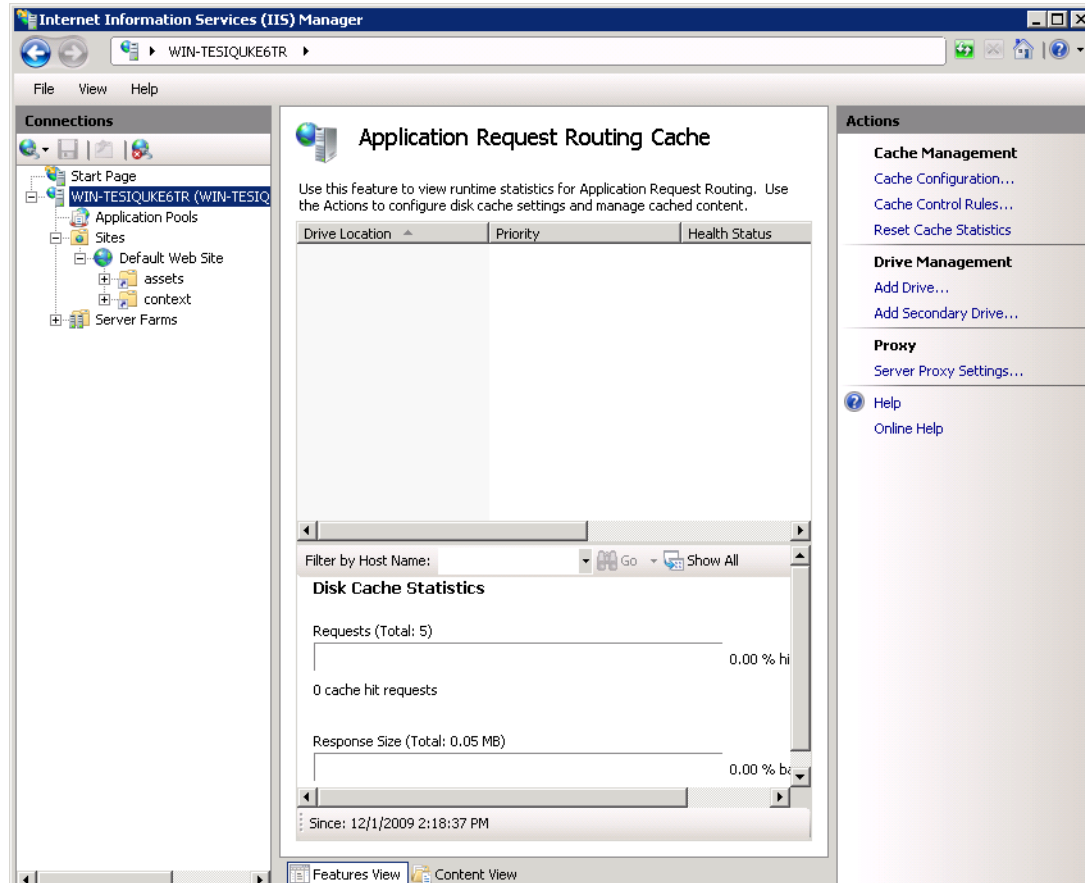 Internet Information Services (IIS) Manager
WIN-TESIQUKE6TR
File View Help
Connections
Start Page
WIN-TESIQUKE6TR (WIN-TESIQ
Application Pools
Sites
Default Web Site
assets
context
Server Farms
Application Request Routing Cache
Use this feature to view runtime statistics for Application Request Routing. Use
the Actions to configure disk cache settings and manage cached content.
Drive Location Priority Health Status
Filter by Host Name: Go Show All
Disk Cache Statistics
Requests (Total: 5)
0.00 % hi
0 cache hit requests
Response Size (Total: 0.05 MB)
0.00 % ba
Since: 12/1/2009 2:18:37 PM
Features View Content View
Actions
Cache Management
Cache Configuration...
Cache Control Rules...
Reset Cache Statistics
Drive Management
Add Drive...
Add Secondary Drive...
Proxy
Server Proxy Settings...
Help
Online Help